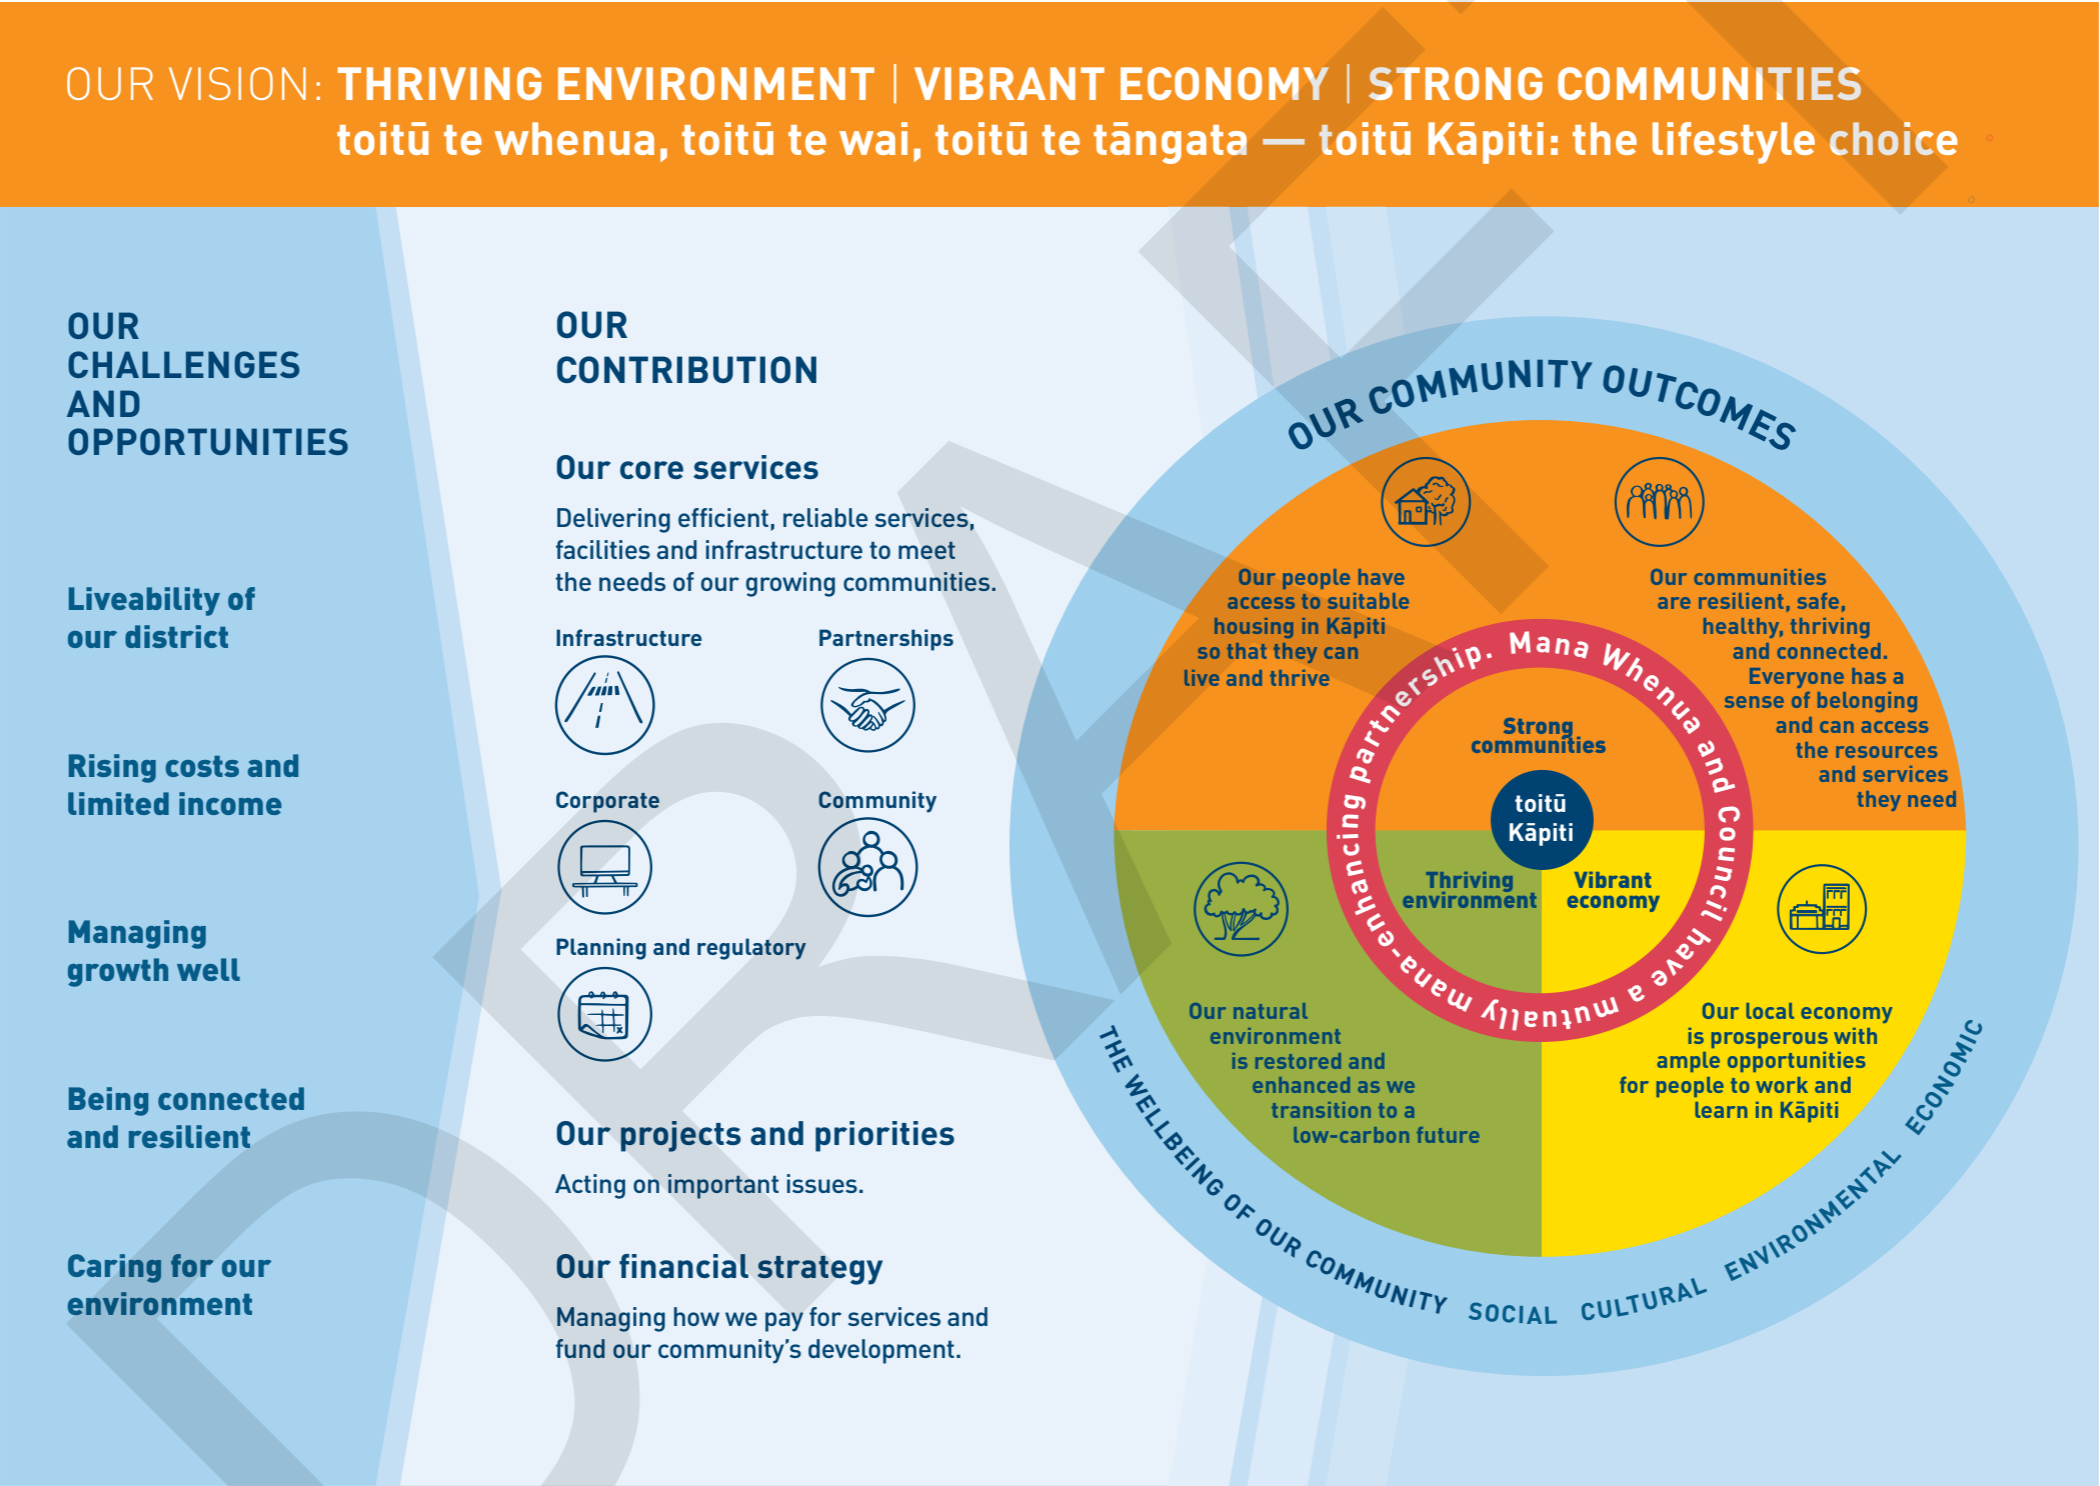 OUR VISION: THRIVING ENVIRONMENT | VIBRANT ECONOMY | STRONG COMMUNITIES
toitū te whenua, toitū te wai, toitū te tāngata — toitū Kāpiti: the lifestyle choice
OUR
CHALLENGES
AND
OPPORTUNITIES
Liveability of
our district
Rising costs and
limited income
Managing
growth well
Being connected
and resilient
Caring for our
environment
OUR
CONTRIBUTION
Our core services
Delivering efficient, reliable services,
facilities and infrastructure to meet
the needs of our growing communities.
Infrastructure
Partnerships
Corporate
Community
Planning and regulatory
Our projects and priorities
Acting on important issues.
Our financial strategy
Managing how we pay for services and
fund our community’s development.
OUR COMMUNITY OUTCOMES
Our people have
access to suitable
housing in Kāpiti
so that they can
live and thrive
Our communities
are resilient, safe,
healthy, thriving
and connected.
Everyone has a
sense of belonging
and can access
the resources
and services
they need
Mana Whenua and Council have a mutually mana-enhancing partnership.
Strong
communities
toitū
Kāpiti
Thriving
environment
Vibrant
economy
Our natural
environment
is restored and
enhanced as we
transition to a
low-carbon future
Our local economy
is prosperous with
ample opportunities
for people to work and
learn in Kāpiti
THE WELLBEING OF OUR COMMUNITY SOCIAL CULTURAL ENVIRONMENTAL ECONOMIC
DRAFT